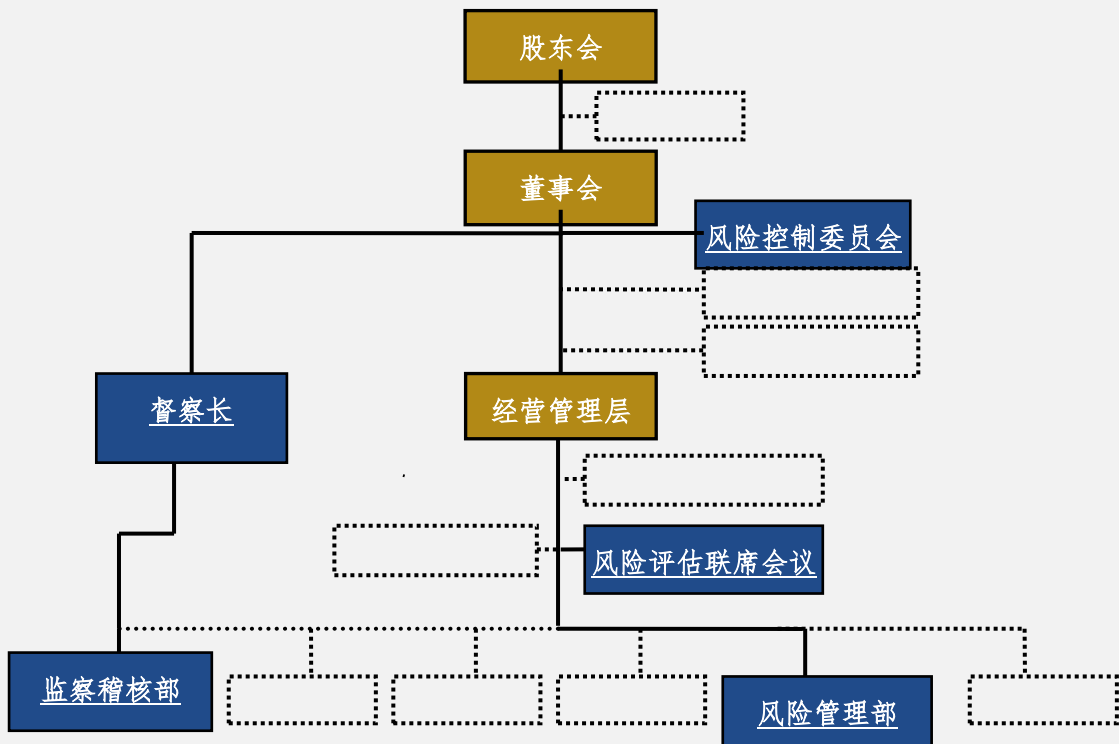 股东会
董事会
风险控制委员会
督察长
经营管理层
风险评估联席会议
监察稽核部
风险管理部